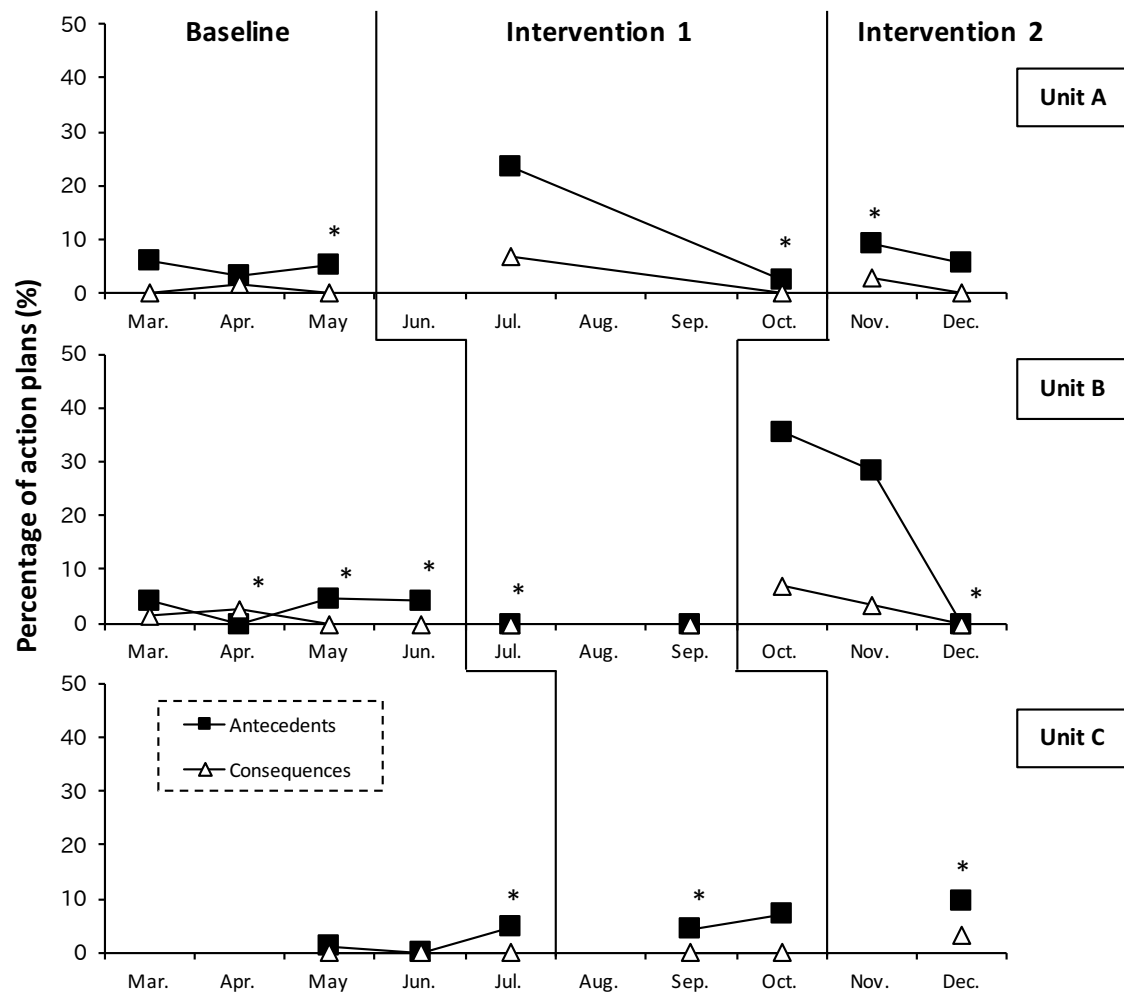 Percentage of action plans (%)
Baseline Intervention 1 Intervention 2
Unit A
50
40
30
20
10
0
*
*
*
Mar. Apr. May Jun. Jul. Aug. Sep. Oct. Nov. Dec.
Unit B
50
40
30
20
10
0
* * * * *
Mar. Apr. May Jun. Jul. Aug. Sep. Oct. Nov. Dec.
Unit C
50
40
30
20
10
0
Antecedents
Consequences
* * *
Mar. Apr. May Jun. Jul. Aug. Sep. Oct. Nov. Dec.